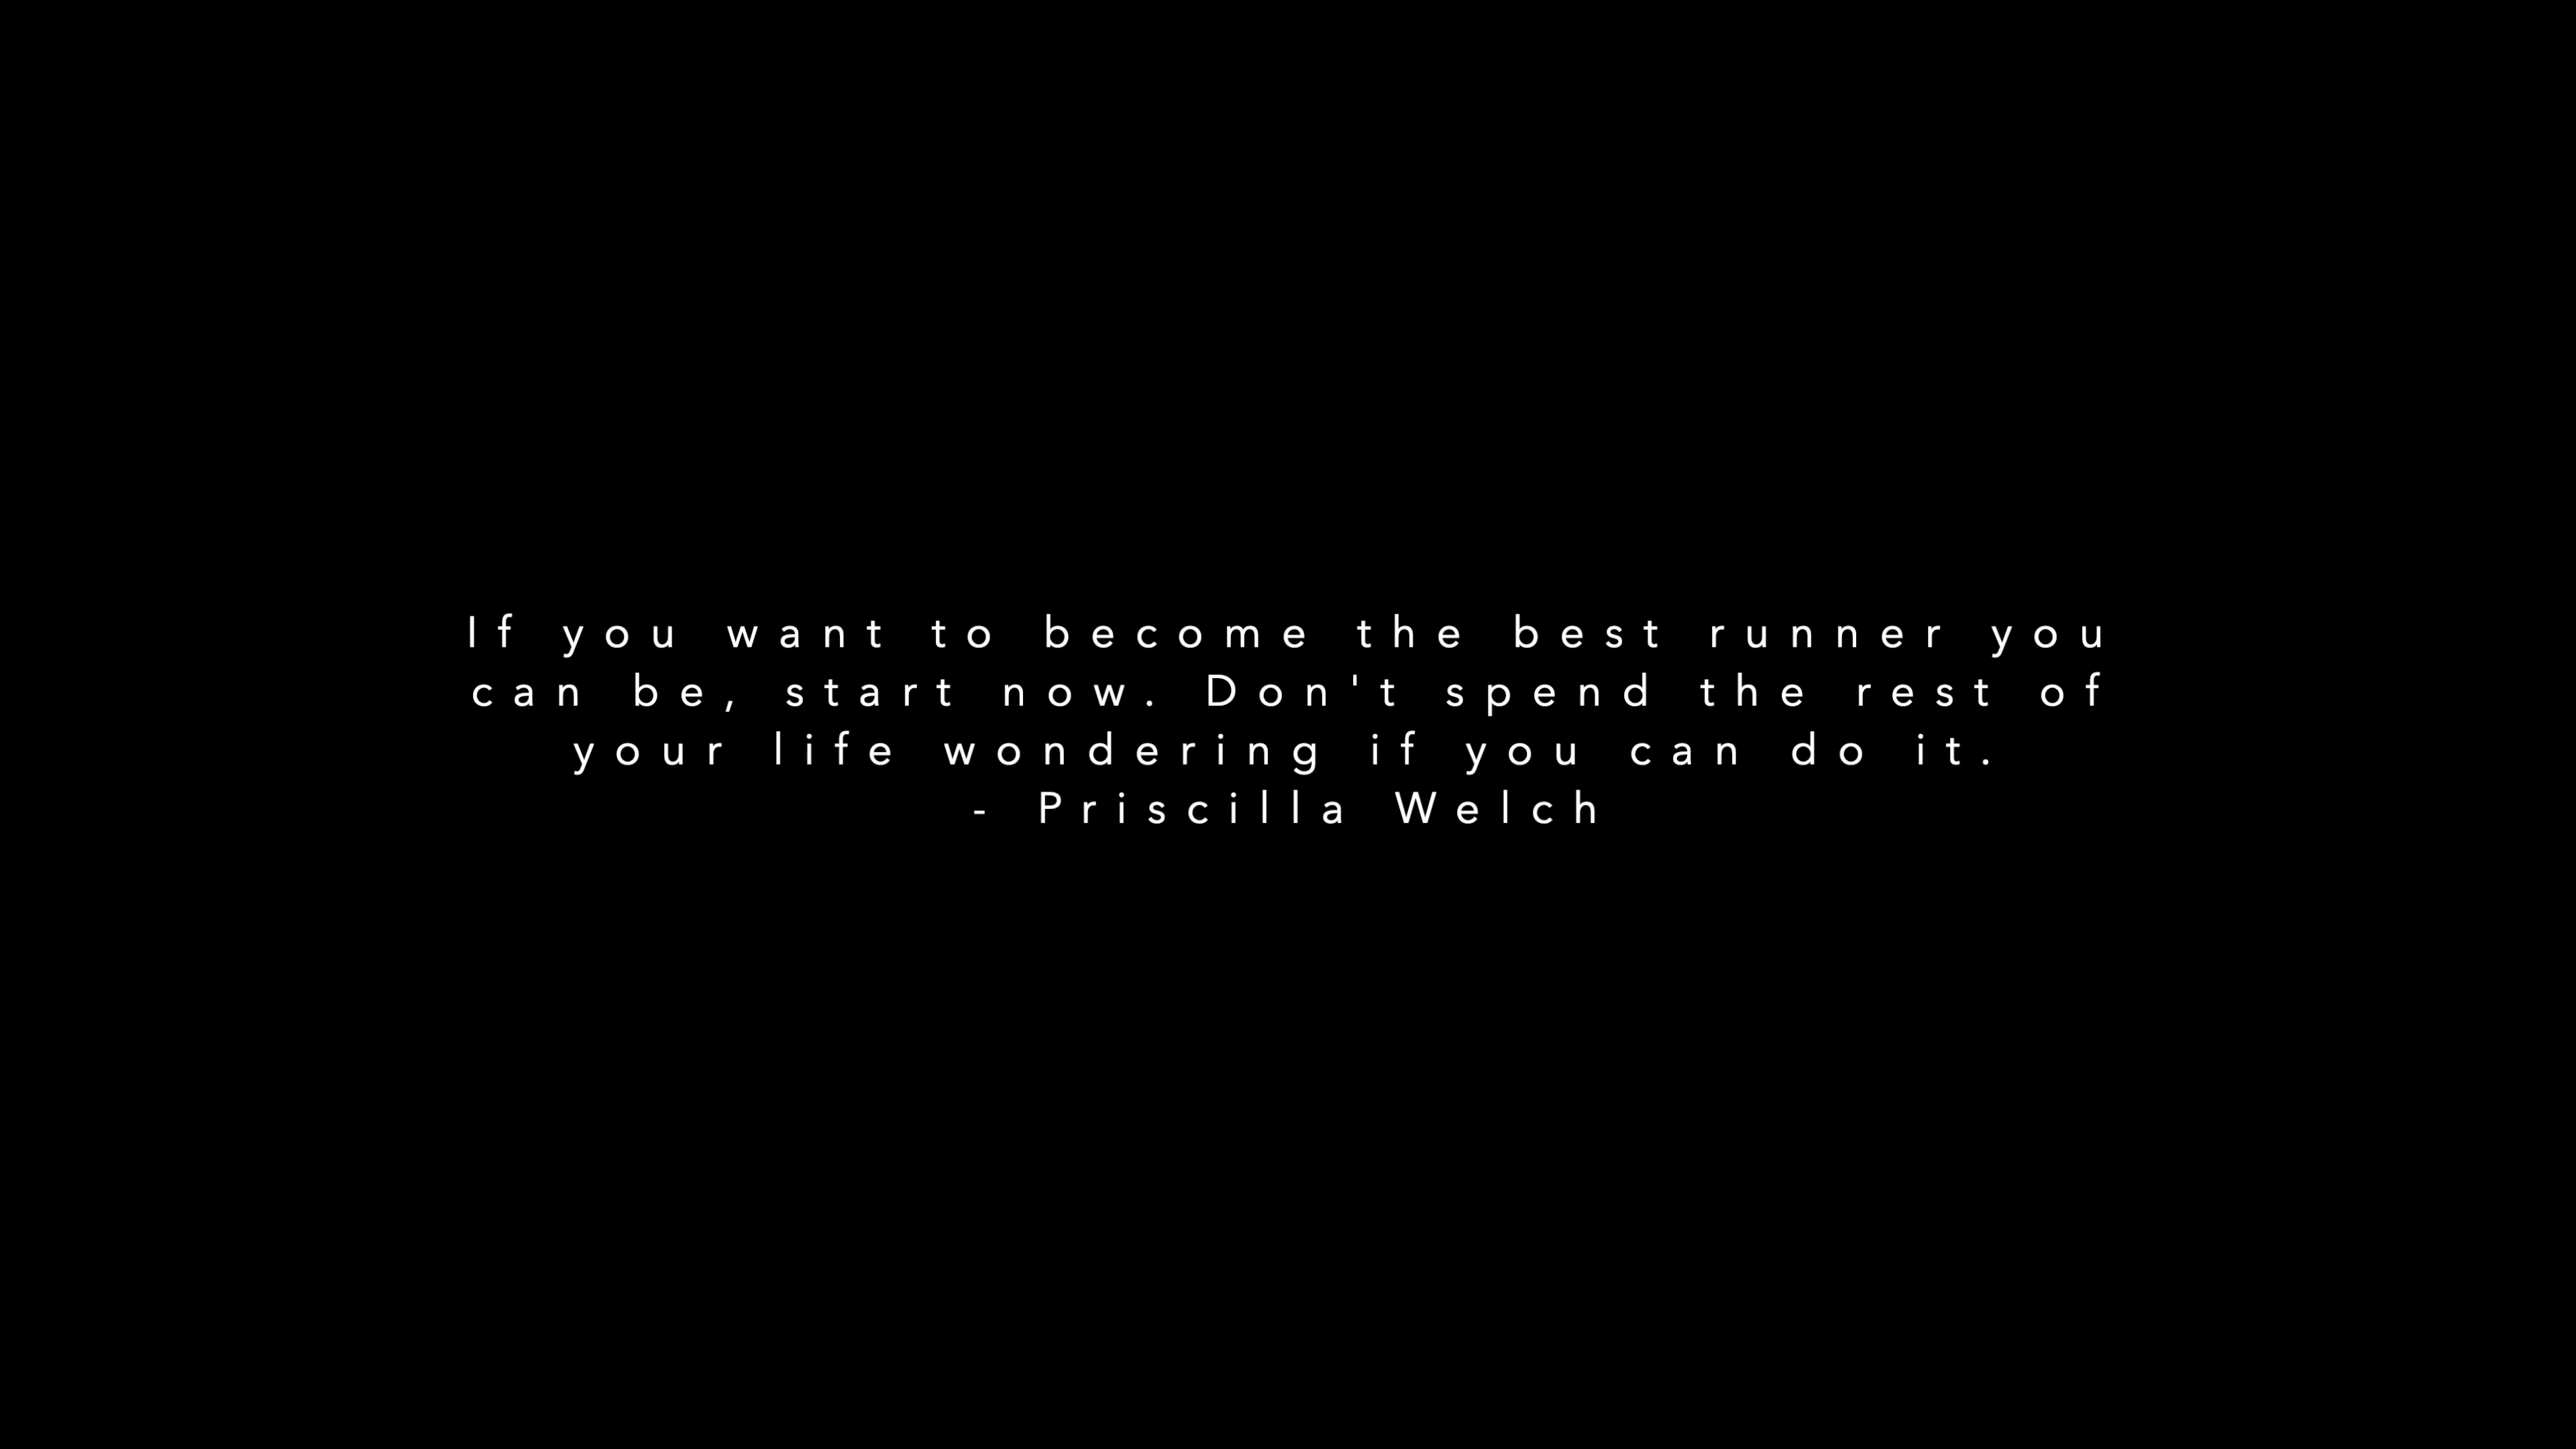 If you want to become the best runner you
can be, start now. Don't spend the rest of
your life wondering if you can do it.
- Priscilla Welch